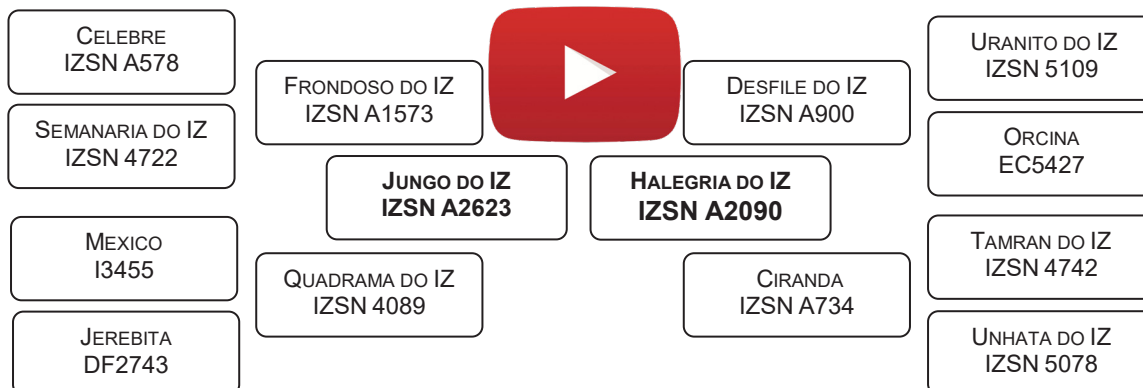 CELEBRE
IZSN A578
SEMANARIA DO IZ
IZSN 4722
MEXICO
I3455
JEREBITA
DF2743
FRONDOSO DO IZ
IZSN A1573
QUADRAMA DO IZ
IZSN 4089
JUNGO DO IZ
IZSN A2623
HALEGRIA DO IZ
IZSN A2090
DESFILE DO IZ
IZSN A900
CIRANDA
IZSN A734
URANITO DO IZ
IZSN 5109
ORCINA
EC5427
TAMRAN DO IZ
IZSN 4742
UNHATA DO IZ
IZSN 5078